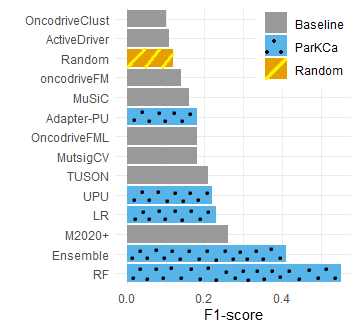 OncodriveClust
ActiveDriver
Random
oncodriveFM
MuSiC
Adapter-PU
OncodriveFML
MutsigCV
TUSON
UPU
LR
M2020+
Ensemble
RF
0.0 0.2 0.4
F1-score
Baseline
ParKCa
Random